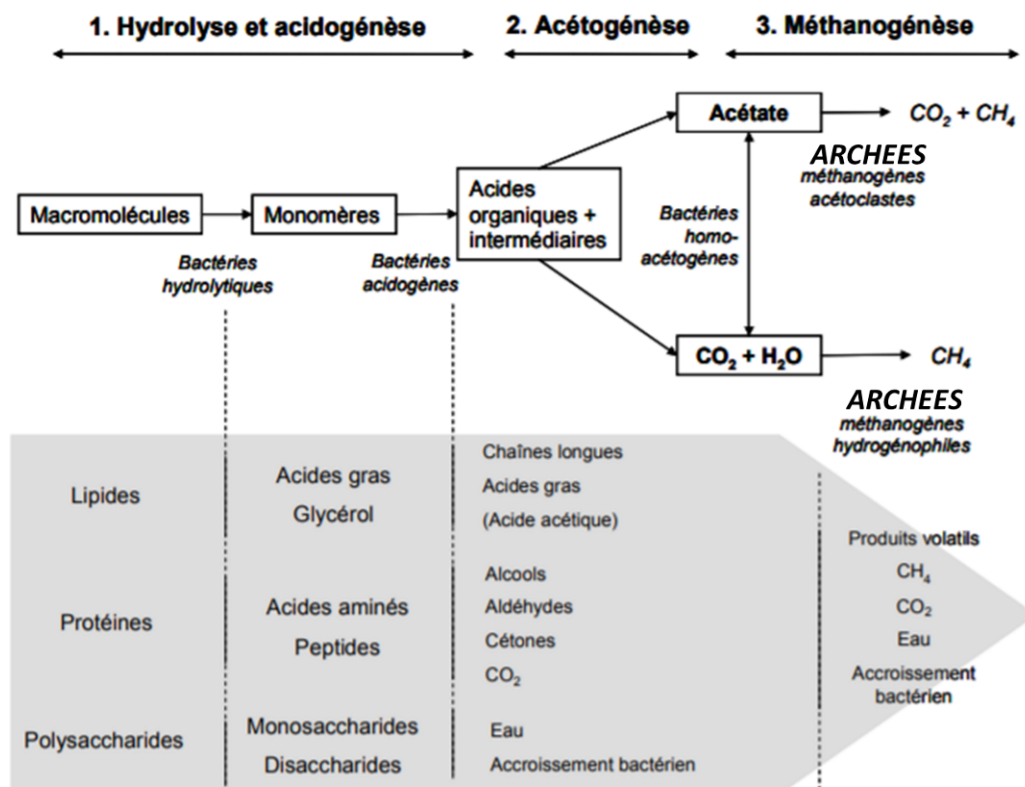 1. Hydrolyse et acidogénèse
2. Acétogénèse
3. Méthanogénèse
Acétate
CO₂ + CH₄
ARCHEES
méthanogènes
acétoclastes
Macromolécules
Monomères
Acides
organiques +
intermédiaires
Bactéries
hydrolytiques
Bactéries
acidogènes
Bactéries
homo-
acétogènes
CO₂ + H₂O
CH₄
ARCHEES
méthanogènes
hydrogénophiles
Lipides
Acides gras
Glycérol
Chaînes longues
Acides gras
(Acide acétique)
Protéines
Acides aminés
Peptides
Alcools
Aldéhydes
Cétones
CO₂
Polysaccharides
Monosaccharides
Disaccharides
Eau
Accroissement bactérien
Produits volatils
CH₄
CO₂
Eau
Accroissement
bactérien